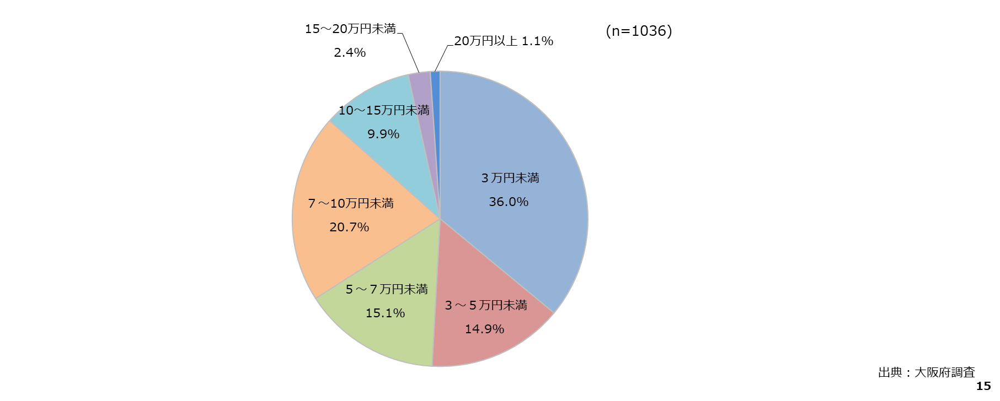 (n=1036)
15～20万円未満
2.4%
20万円以上 1.1%
10～15万円未満
9.9%
３万円未満
36.0%
７～10万円未満
20.7%
５～７万円未満
15.1%
３～５万円未満
14.9%
出典：大阪府調査
15